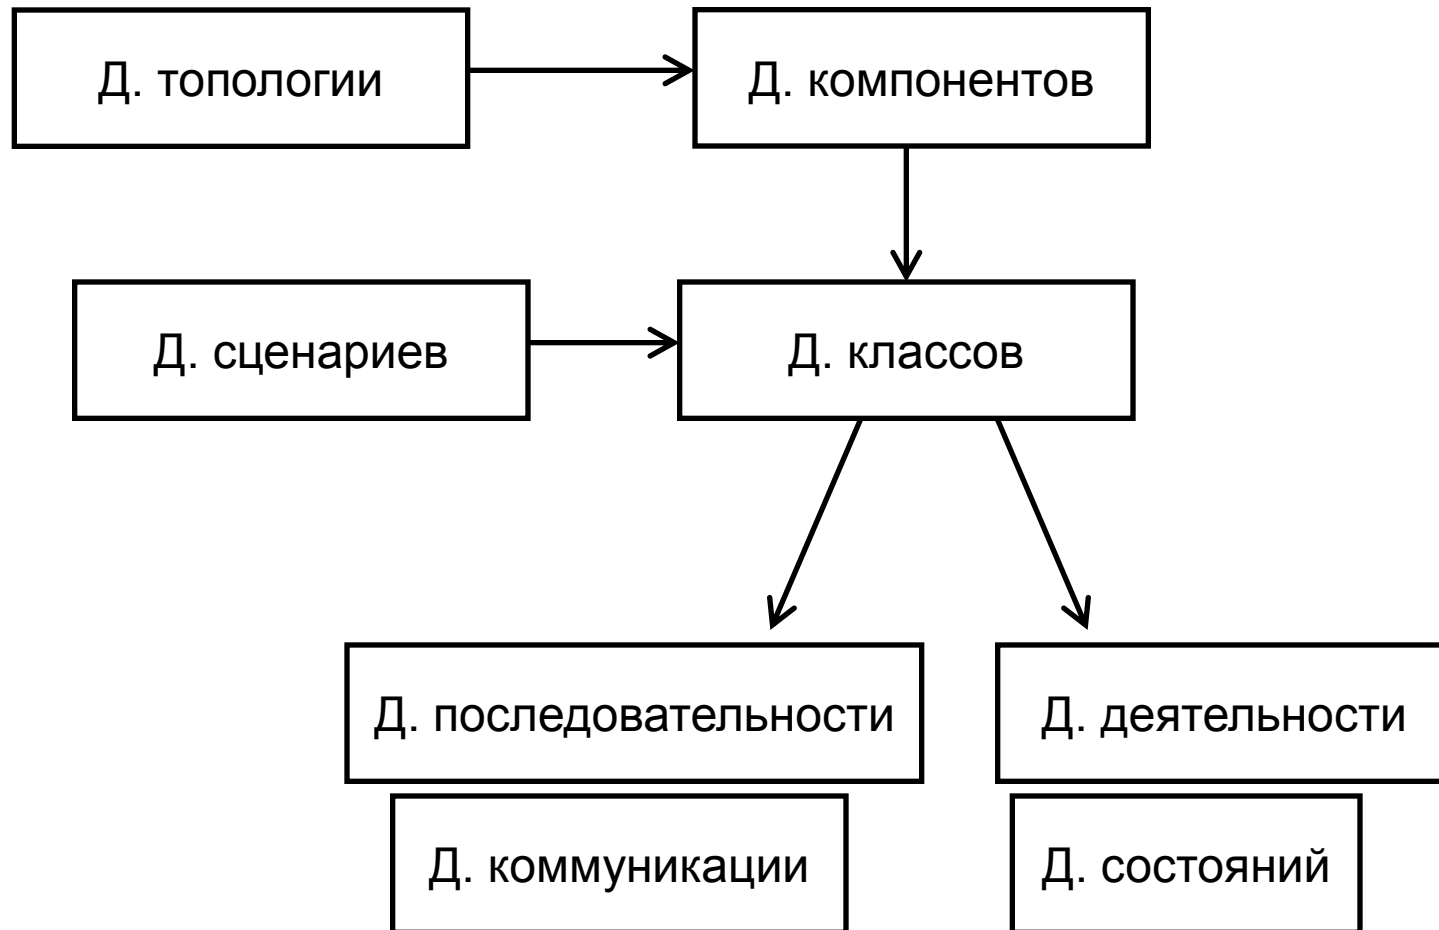 Д. топологии
Д. компонентов
Д. сценариев
Д. классов
Д. последовательности
Д. деятельности
Д. коммуникации
Д. состояний